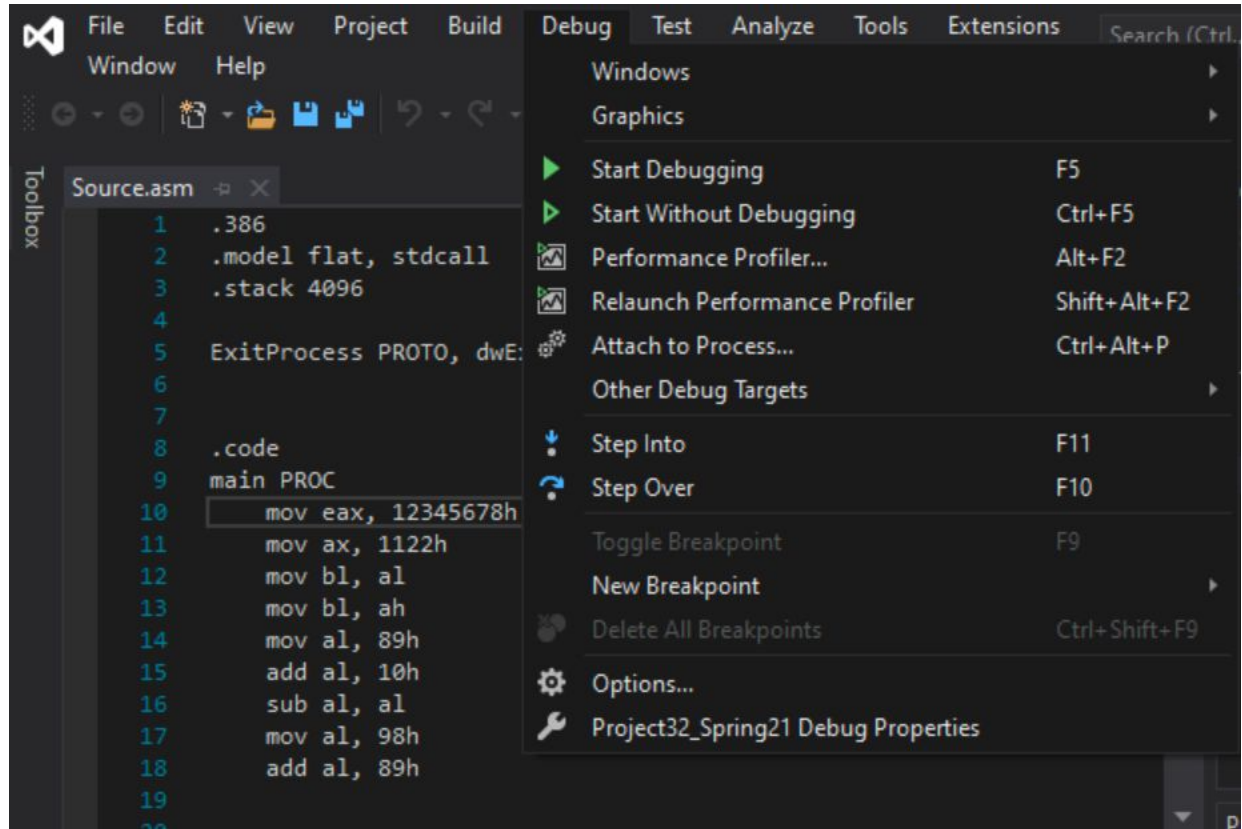 File Edit View Project Build Debug Test Analyze Tools Extensions Search (Ctrl
Window Help
Toolbox
Source.asm
1 .386
2 .model flat, stdcall
3 .stack 4096
4
5 ExitProcess PROTO,
6
7
8 .code
9 main PROC
10 mov eax, 12345678h
11 mov ax, 1122h
12 mov bl, al
13 mov bl, ah
14 mov al, 89h
15 add al, 10h
16 sub al, al
17 mov al, 98h
18 add al, 89h
19
Windows
Graphics
Start Debugging F5
Start Without Debugging Ctrl+F5
Performance Profiler... Alt+F2
Relaunch Performance Profiler Shift+Alt+F2
Attach to Process... Ctrl+Alt+P
Other Debug Targets
Step Into F11
Step Over F10
Toggle Breakpoint F9
New Breakpoint
Delete All Breakpoints Ctrl+Shift+F9
Options...
Project32_Spring21 Debug Properties